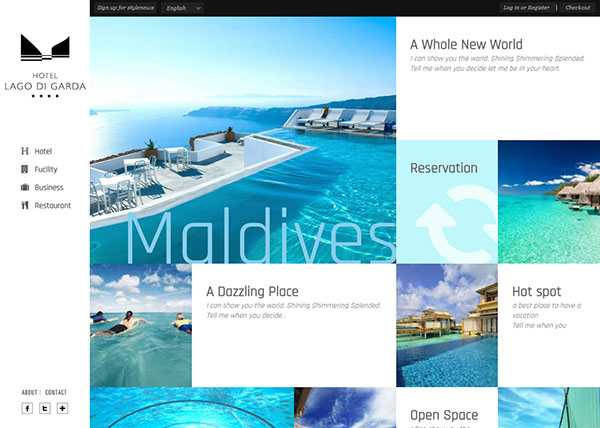 Sign up for stylenews
English
Log in or Register | Checkout
HOTEL
LAGO DI GARDA
Hotel
Fucility
Business
Restaurant
ABOUT | CONTACT
Maldives
A Whole New World
I can show you the world. Shining Shimmering Splended.
Tell me when you decide let me be in your heart.
Reservation
A Dazzling Place
I can show you the world. Shining Shimmering Splended.
Tell me when you decide .
Hot spot
a best place to have a
vacation
Tell me when you
Open Space